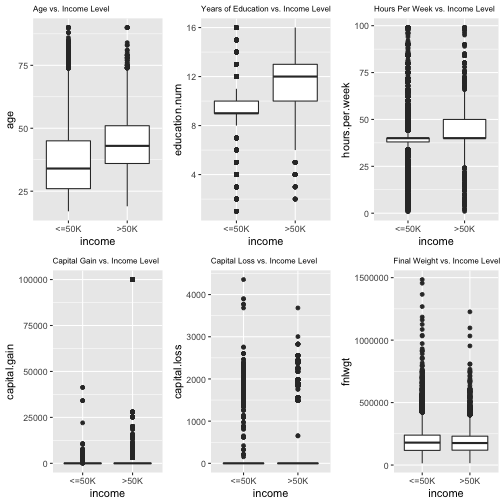 Age vs. Income Level
75
50
25
age
<=50K
>50K
income
Years of Education vs. Income Level
16
12
8
4
education.num
<=50K
>50K
income
Hours Per Week vs. Income Level
100
75
50
25
0
hours.per.week
<=50K
>50K
income
Capital Gain vs. Income Level
100000
75000
50000
25000
0
capital.gain
<=50K
>50K
income
Capital Loss vs. Income Level
4000
3000
2000
1000
0
capital.loss
<=50K
>50K
income
Final Weight vs. Income Level
1500000
1000000
500000
0
fnlwgt
<=50K
>50K
income